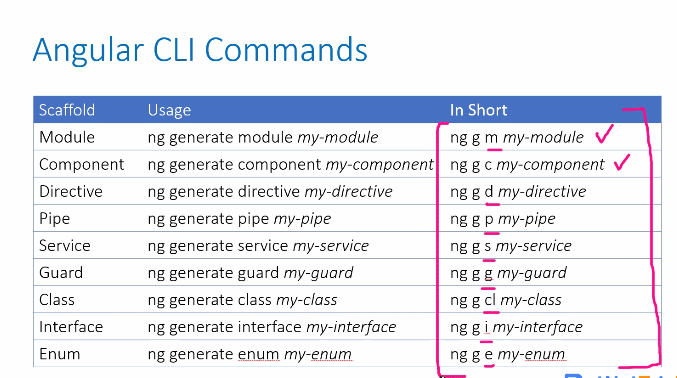 Angular CLI Commands
Scaffold Usage In Short
Module ng generate module my-module ng g m my-module
Component ng generate component my-component ng g c my-component
Directive ng generate directive my-directive ng g d my-directive
Pipe ng generate pipe my-pipe ng g p my-pipe
Service ng generate service my-service ng g s my-service
Guard ng generate guard my-guard ng g g my-guard
Class ng generate class my-class ng g cl my-class
Interface ng generate interface my-interface ng g i my-interface
Enum ng generate enum my-enum ng g e my-enum